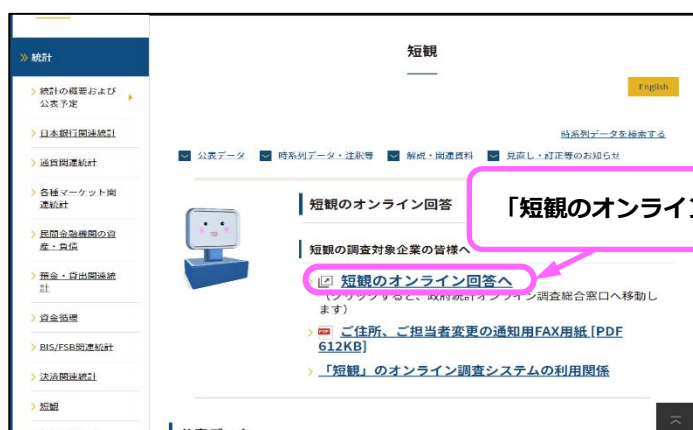 統計
統計の概要および
公表予定
日本銀行関連統計
通貨関連統計
各種マーケット関
連統計
民間金融機関の資
産・負債
預金・貸出関連統
計
資金循環
BIS/FSB関連統計
決済関連統計
短観
短観
English
時系列データを検索する
公表データ 時系列データ・注釈等 解説・関連資料 見直し・訂正等のお知らせ
短観のオンライン回答
「短観のオンライン
短観の調査対象企業の皆様へ
短観のオンライン回答へ
(クリックすると、政府統計オンライン調査総合窓口へ移動し
ます)
ご住所、ご担当者変更の通知用FAX用紙 [PDF
612KB]
「短観」のオンライン調査システムの利用関係